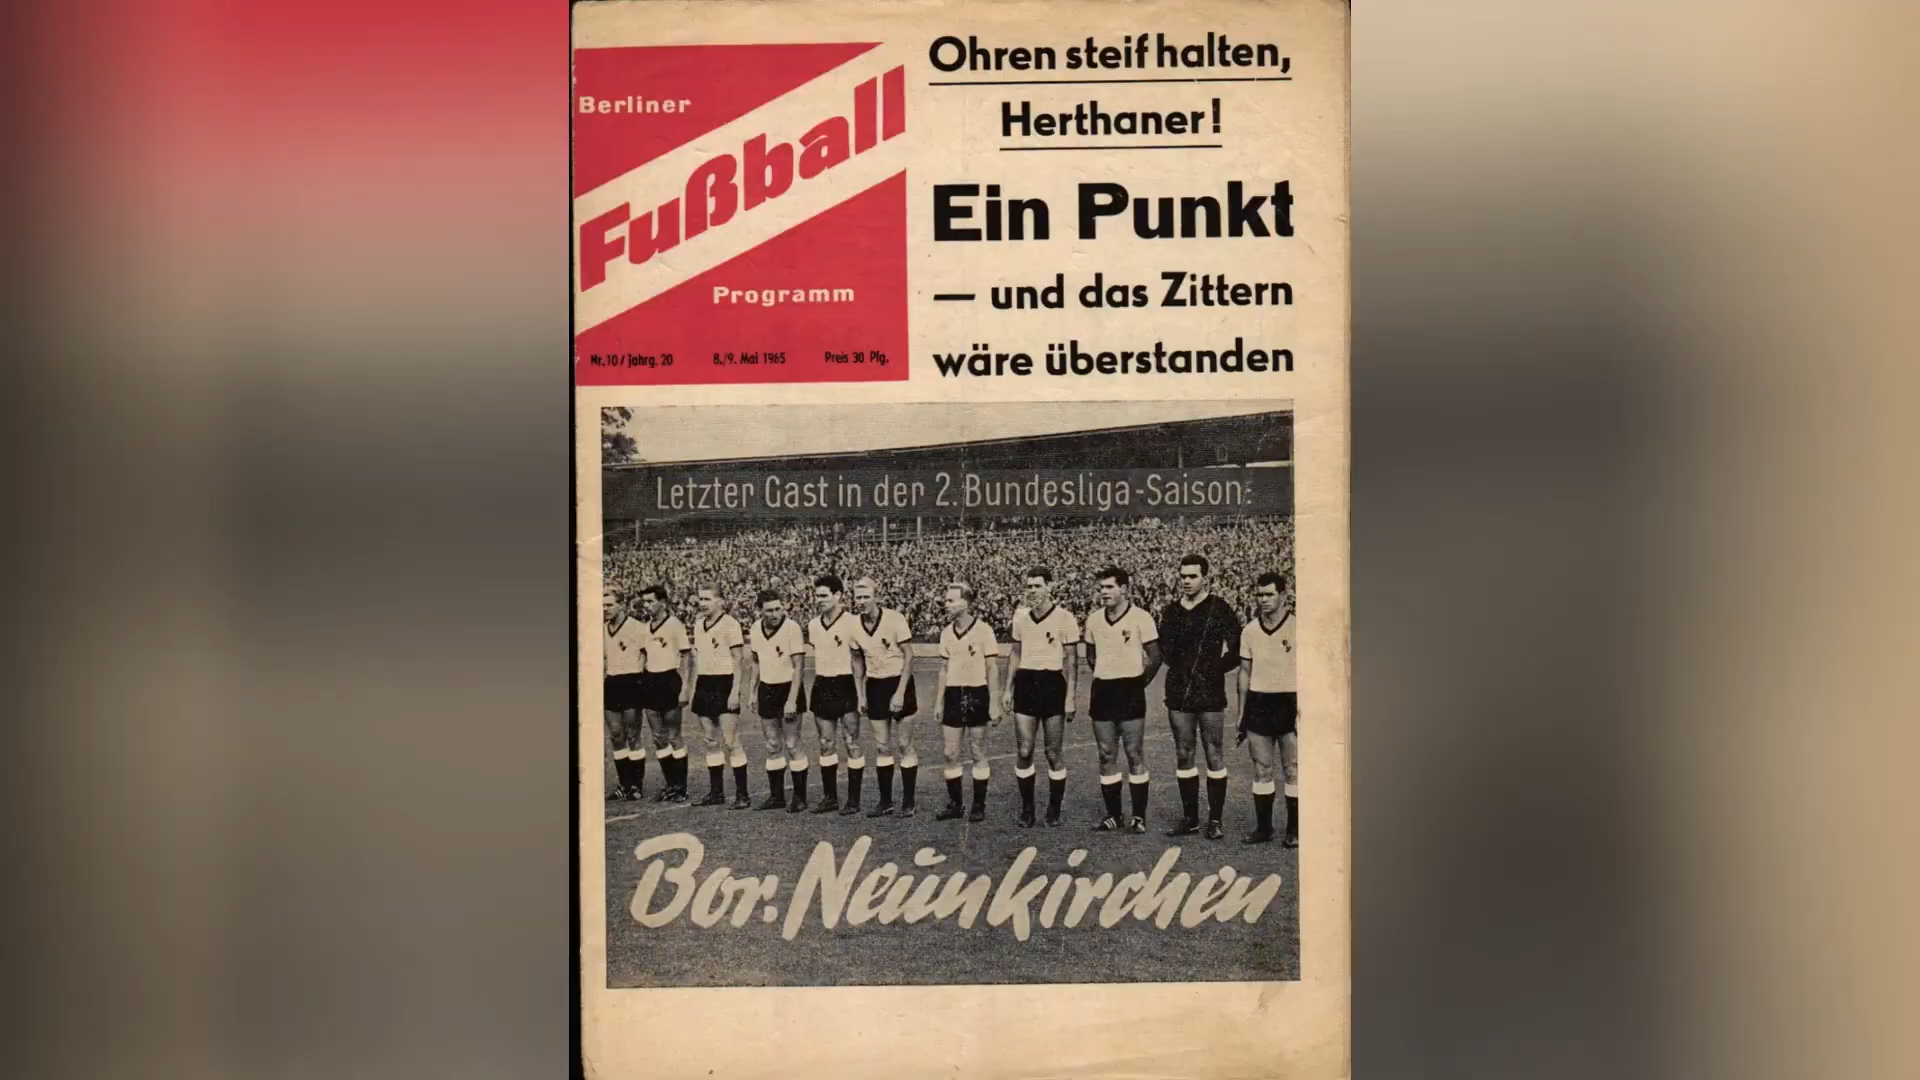 Berliner
Fußball
Programm
Nr. 10 / Jahrg. 20 8./9. Mai 1965 Preis 30 Pfg.
Ohren steif halten,
Herthaner!
Ein Punkt
— und das Zittern
wäre überstanden
Letzter Gast in der 2. Bundesliga-Saison:
Bor. Neunkirchen